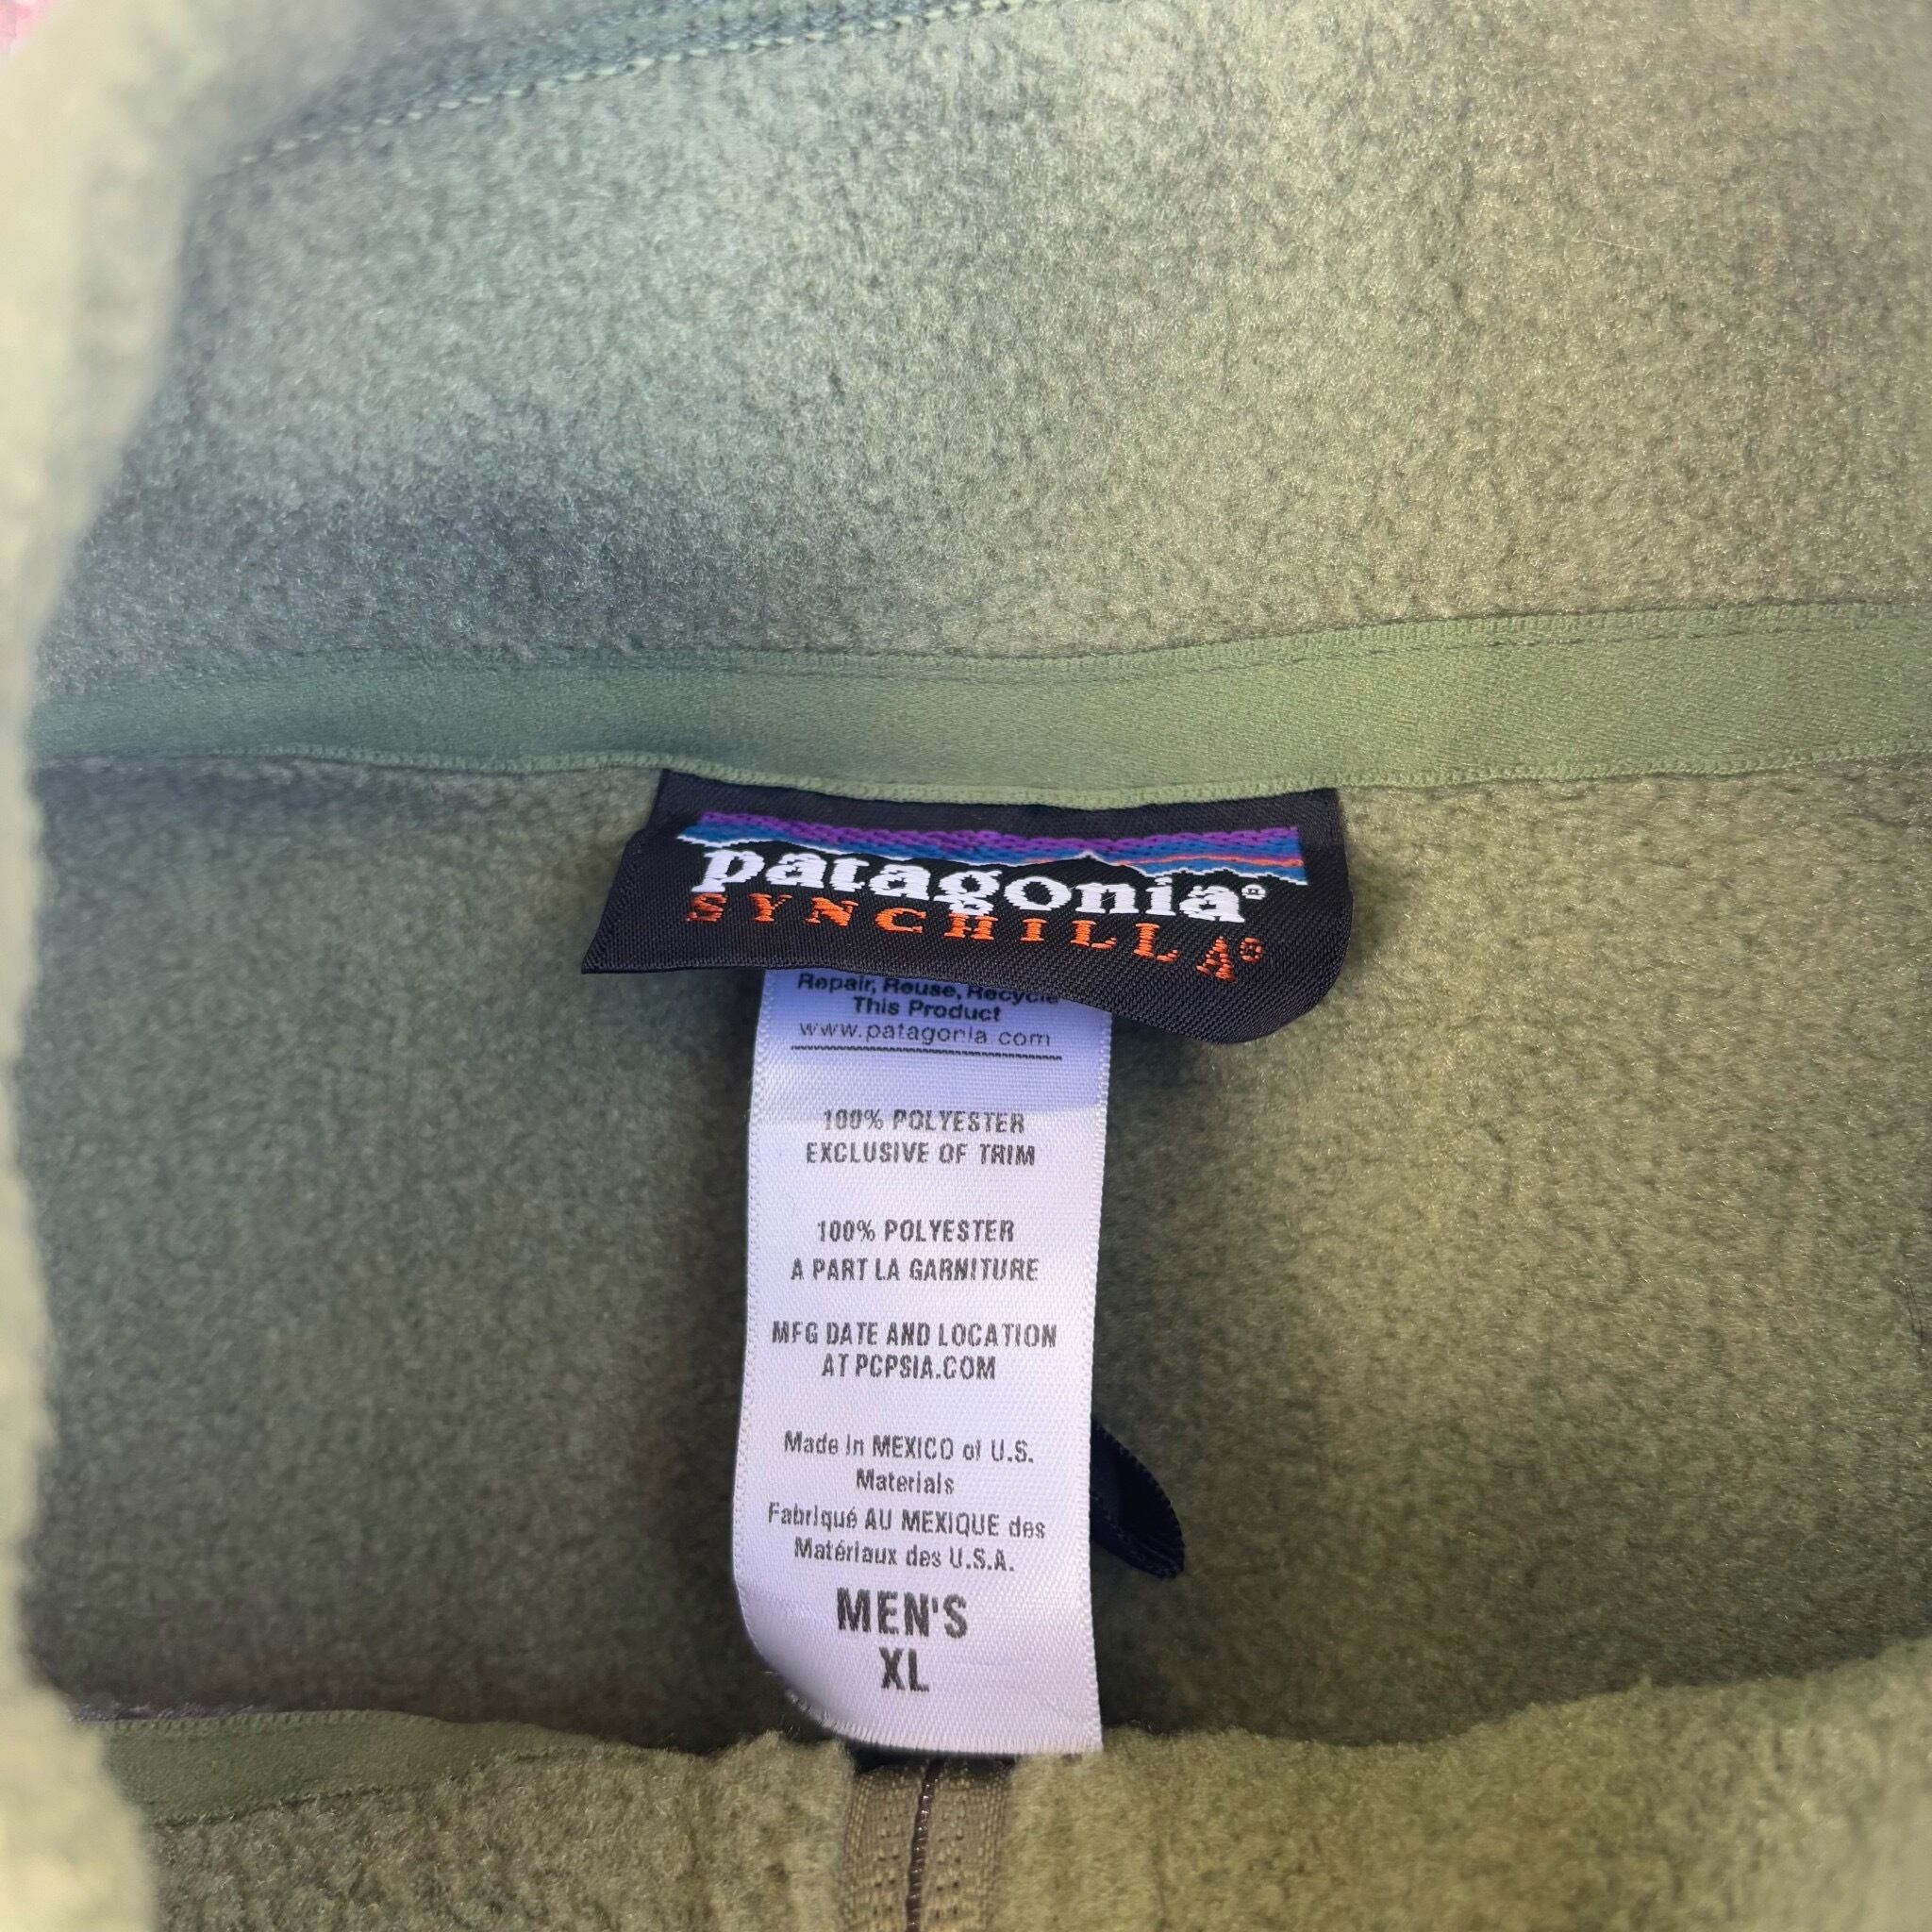 patagonia®
SYNCHILLA®
Repair, Reuse, Recycle
This Product
www.patagonia.com
100% POLYESTER
EXCLUSIVE OF TRIM
100% POLYESTER
A PART LA GARNITURE
MFG DATE AND LOCATION
AT PCPSIA.COM
Made in MEXICO of U.S.
Materials
Fabriqué AU MEXIQUE des
Matériaux des U.S.A.
MEN'S
XL